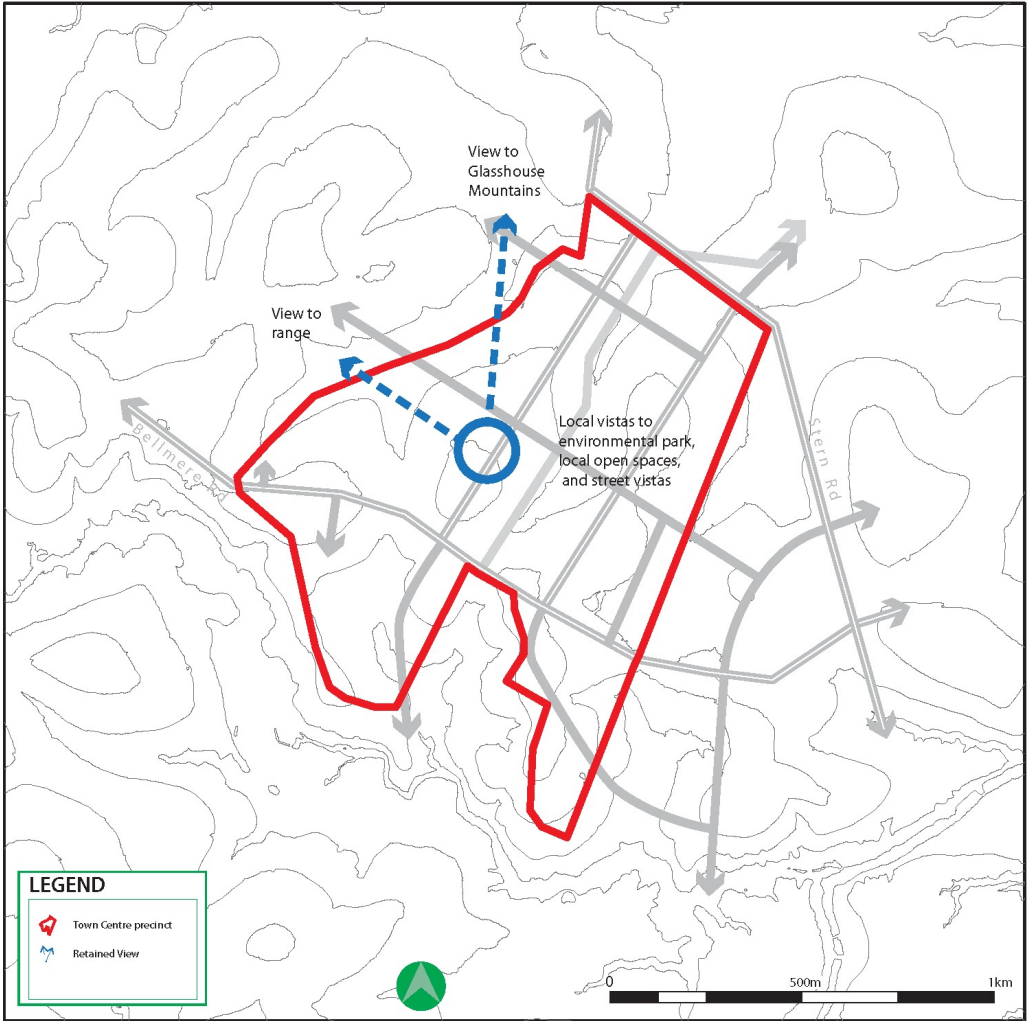 View to
Glasshouse
Mountains
View to
range
Bellmere Rd
Local vistas to
environmental park,
local open spaces,
and street vistas
Stern Rd
LEGEND
Town Centre precinct
Retained View
0 500m 1km